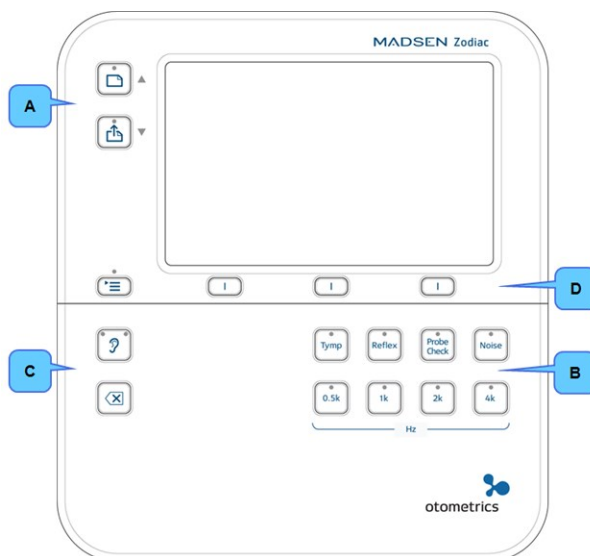 MADSEN Zodiac
A
D
C
Tymp Reflex Probe Check Noise
B
0.5k 1k 2k 4k
Hz
otometrics